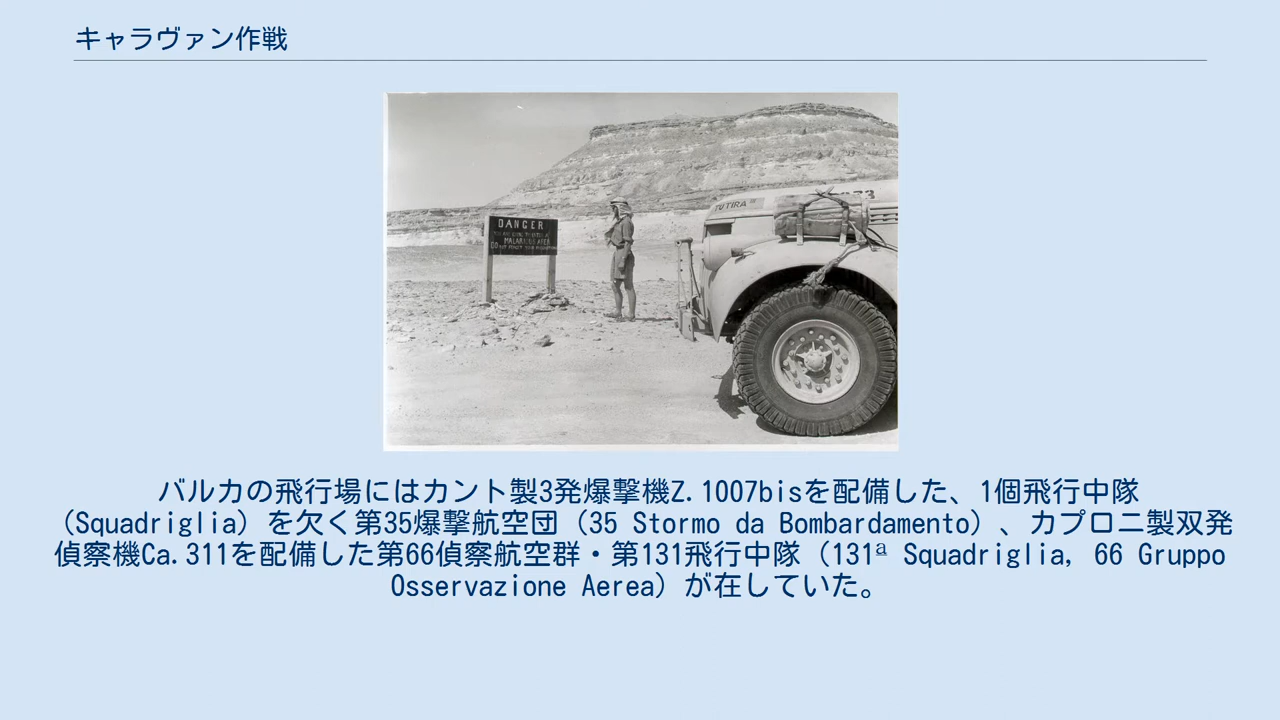 キャラヴァン作戦
DANGER
MALARIOUS AREA
TUTIRA
バルカの飛行場にはカント製3発爆撃機Z.1007bisを配備した、1個飛行中隊
（Squadriglia）を欠く第35爆撃航空団（35 Stormo da Bombardamento）、カプロニ製双発
偵察機Ca.311を配備した第66偵察航空群・第131飛行中隊（131ª Squadriglia, 66 Gruppo
Osservazione Aerea）が在していた。